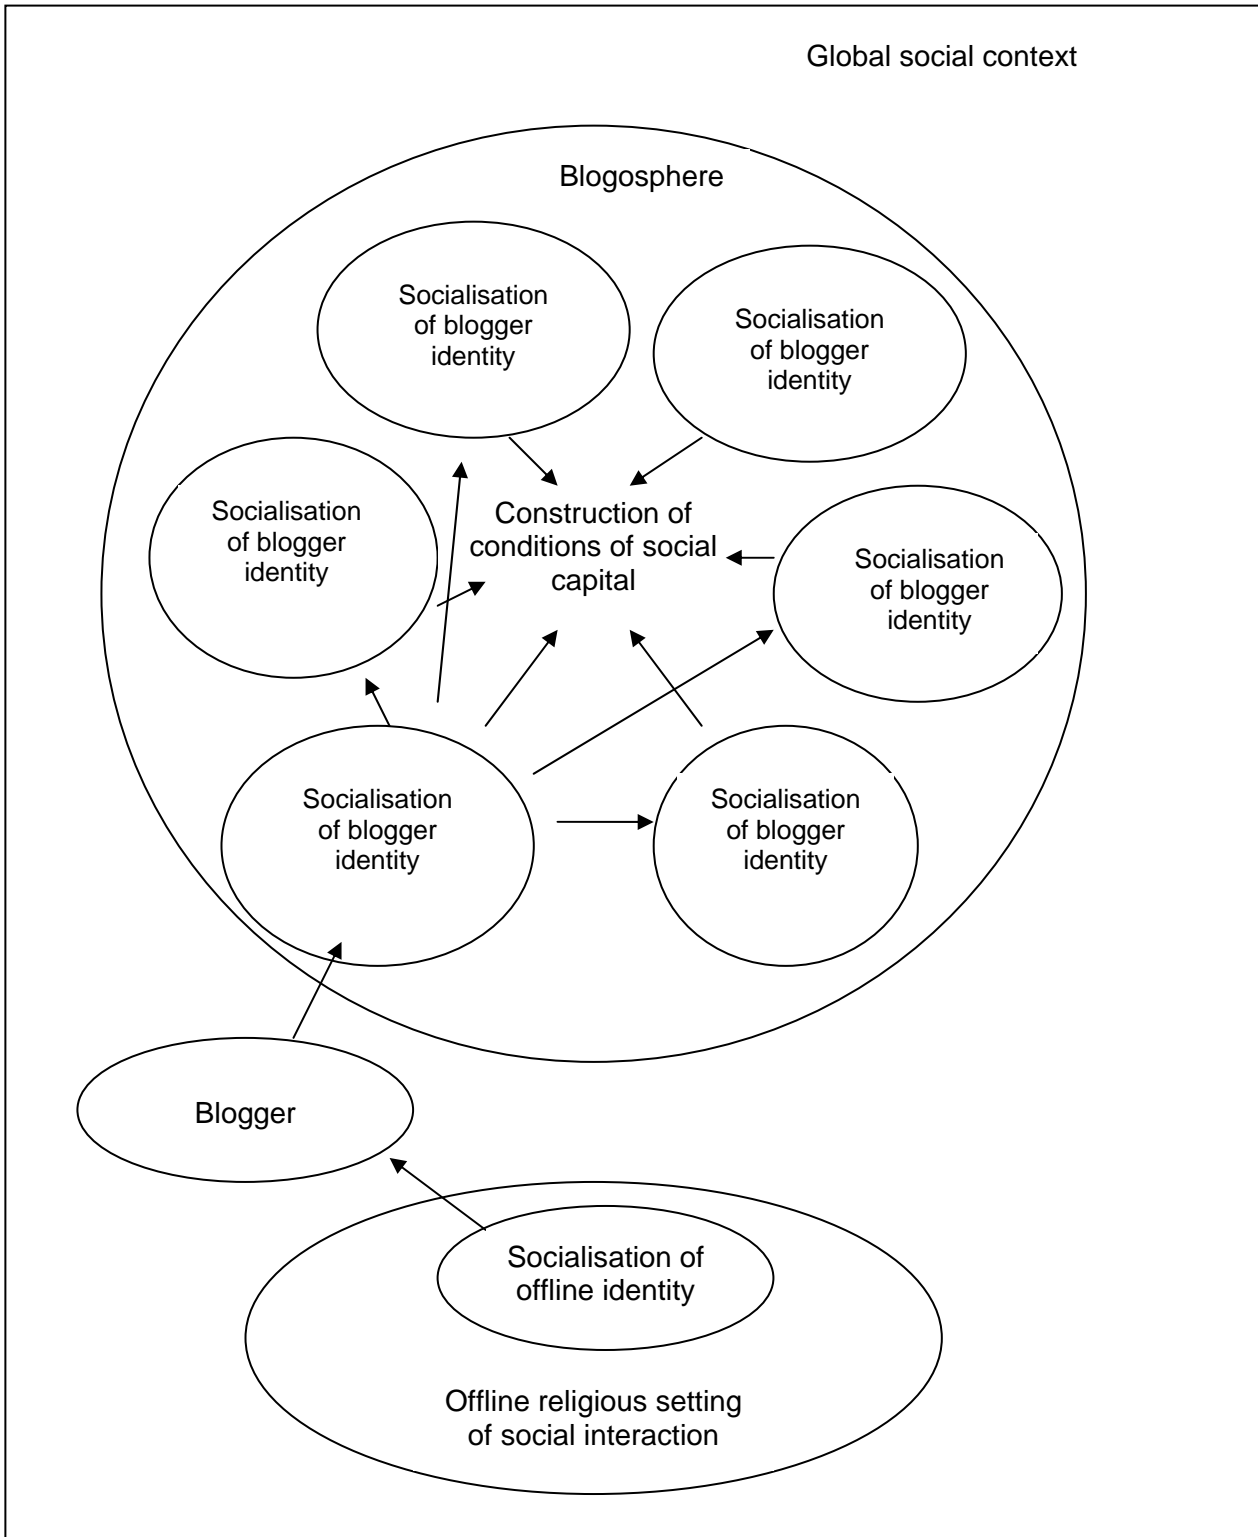 Global social context
Blogosphere
Socialisation
of blogger
identity
Socialisation
of blogger
identity
Socialisation
of blogger
identity
Construction of
conditions of social
capital
Socialisation
of blogger
identity
Socialisation
of blogger
identity
Socialisation
of blogger
identity
Blogger
Socialisation of
offline identity
Offline religious setting
of social interaction